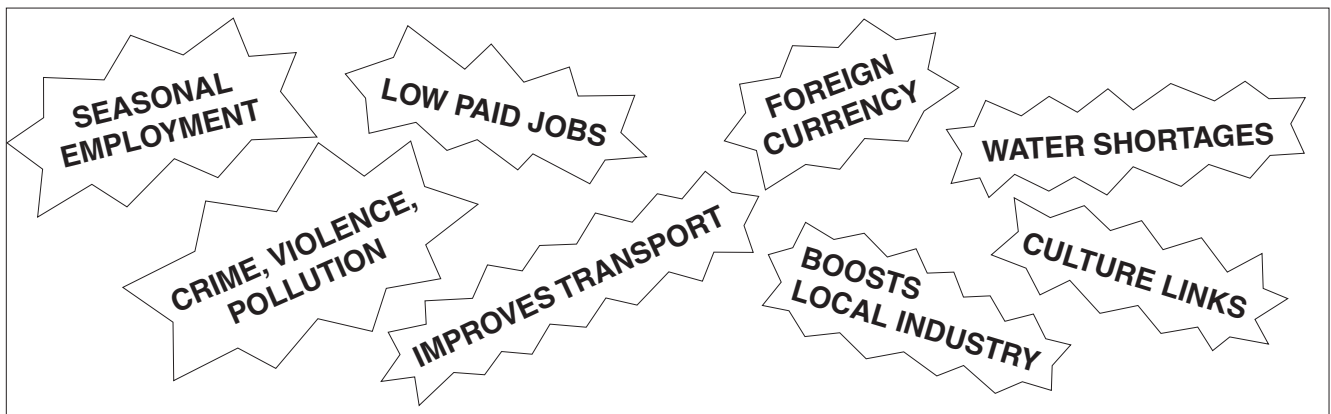 SEASONAL
EMPLOYMENT
LOW PAID JOBS
FOREIGN
CURRENCY
WATER SHORTAGES
CRIME, VIOLENCE,
POLLUTION
IMPROVES TRANSPORT
BOOSTS
LOCAL INDUSTRY
CULTURE LINKS